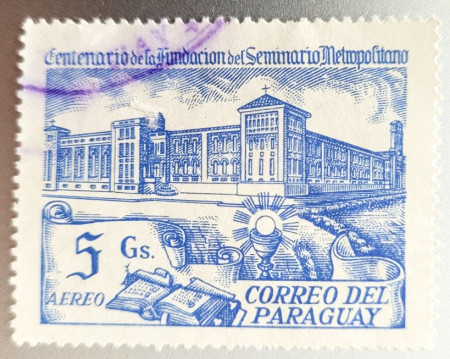 Centenario de la Fundacion del Seminario Metropolitano
5 Gs.
AEREO
CORREO DEL
PARAGUAY